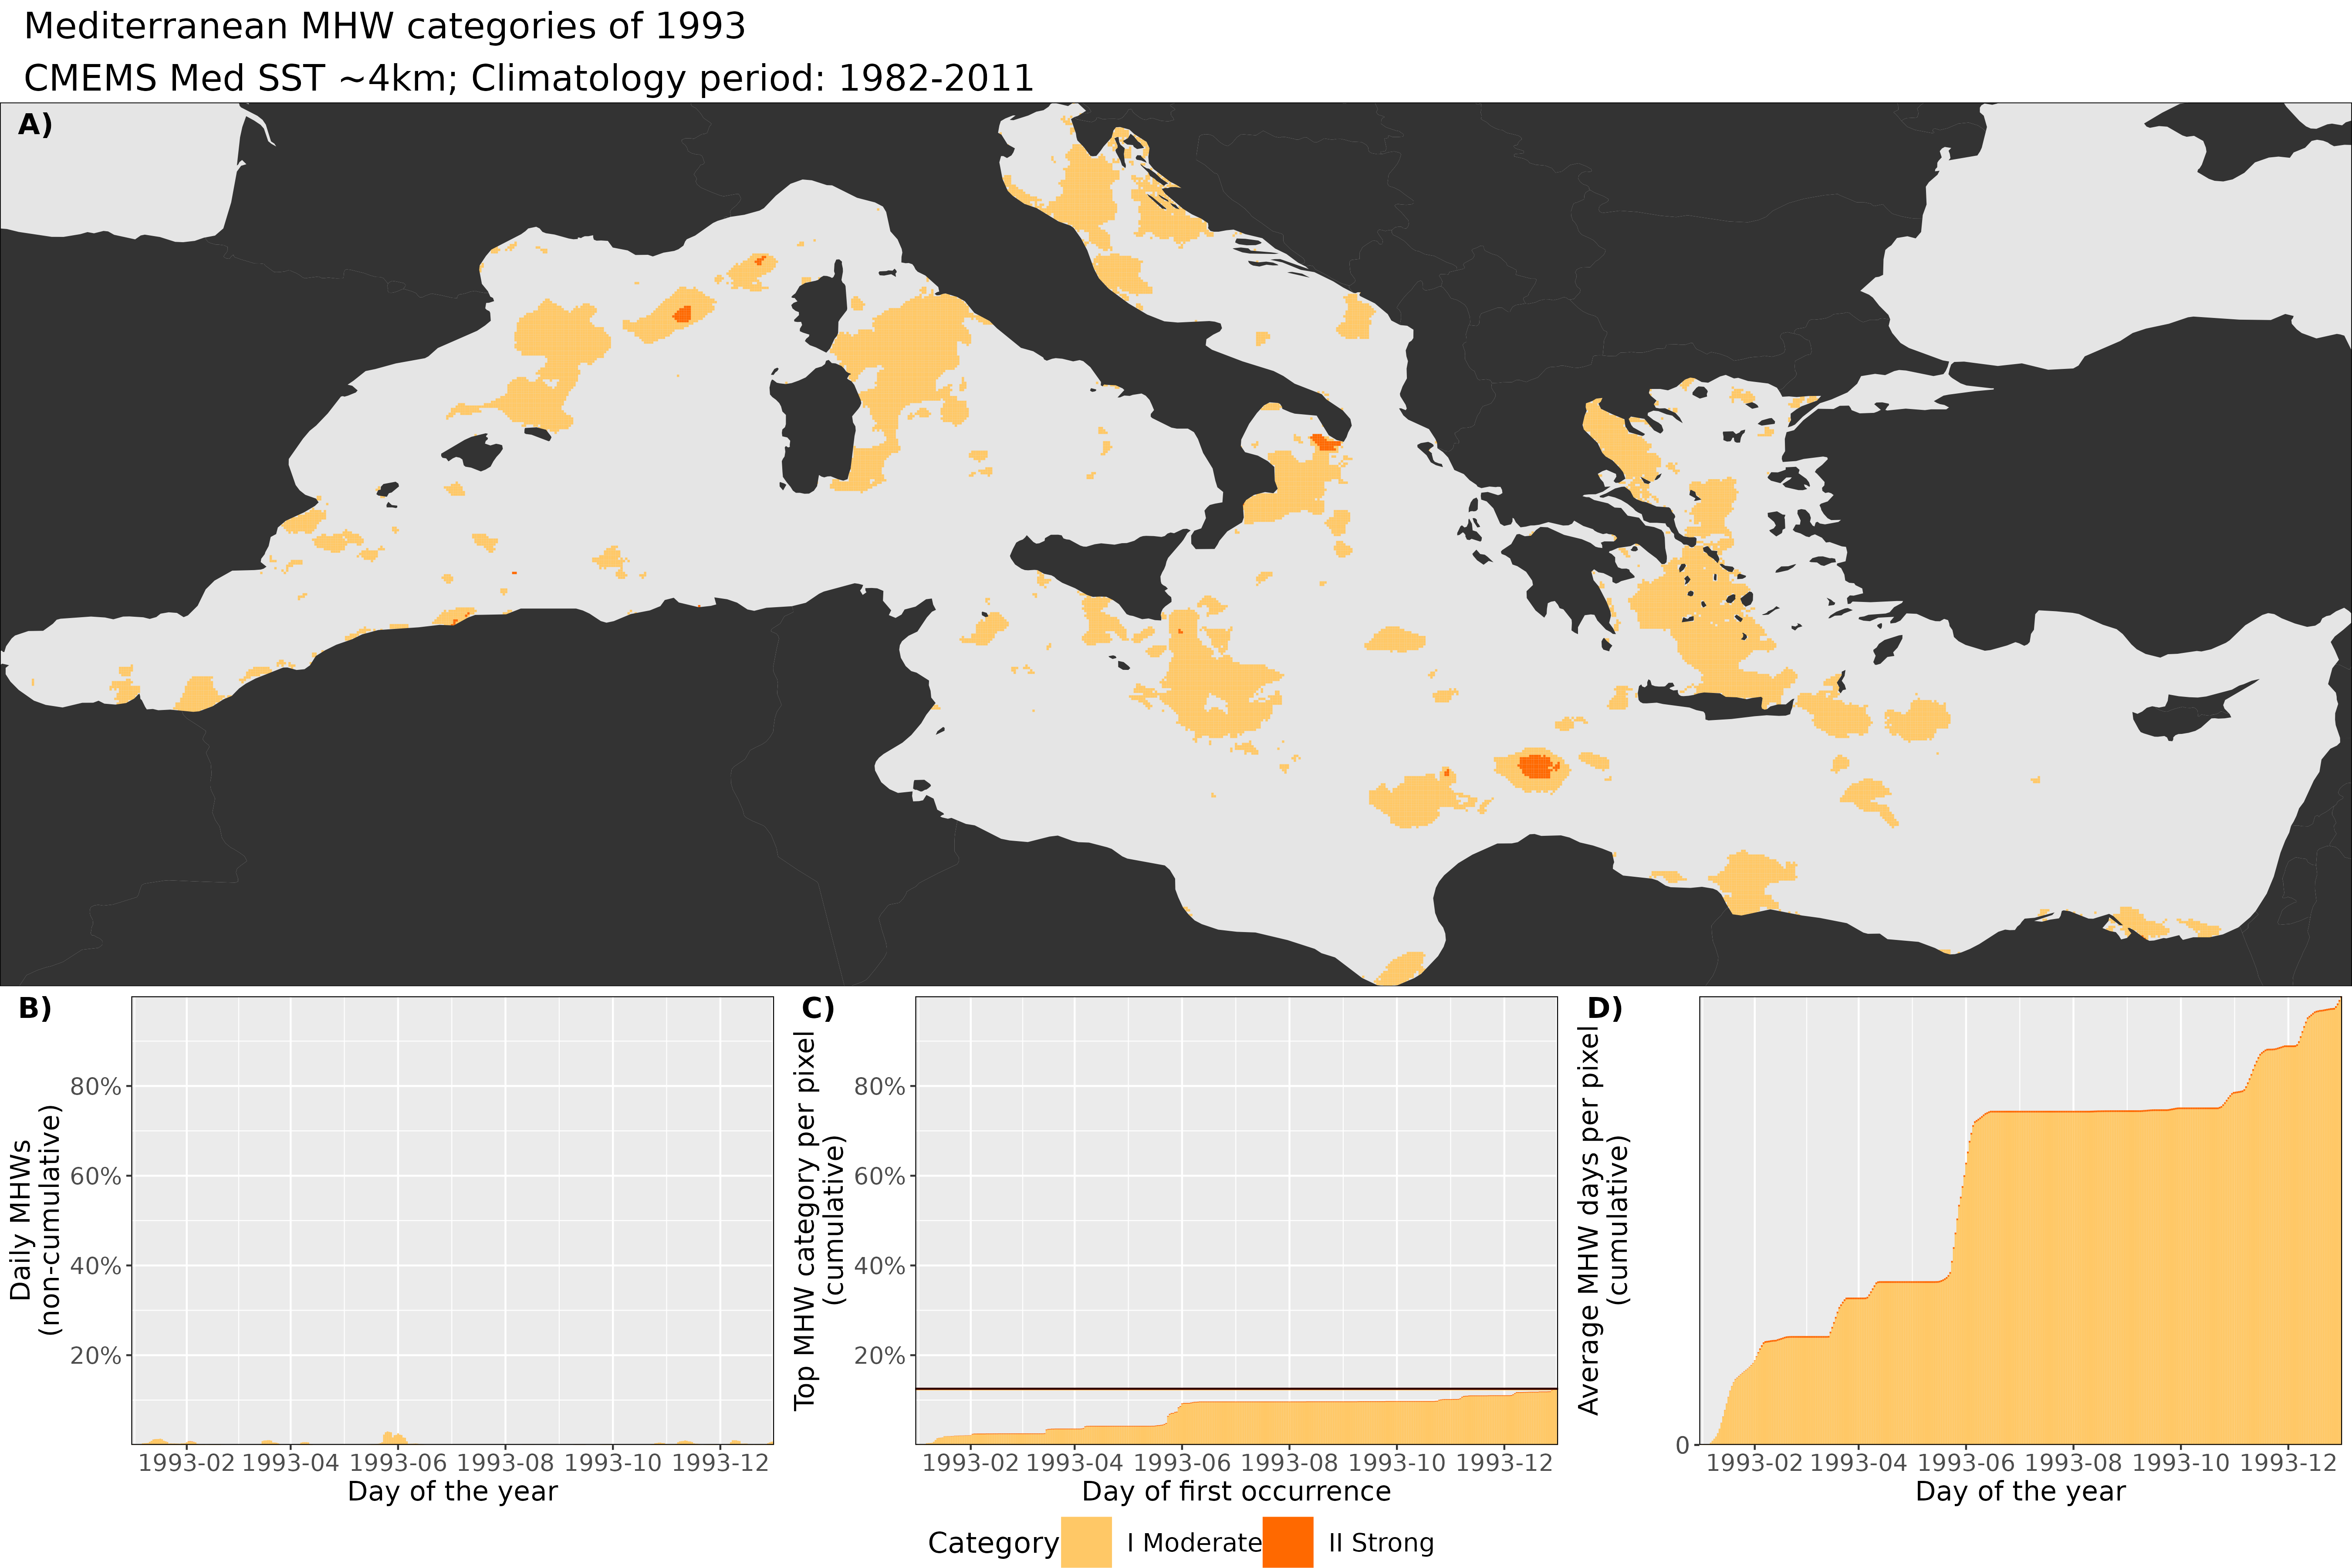 Mediterranean MHW categories of 1993
CMEMS Med SST ~4km; Climatology period: 1982-2011
A)
B)
Daily MHWs
(non-cumulative)
80%
60%
40%
20%
1993-02 1993-04 1993-06 1993-08 1993-10 1993-12
Day of the year
C)
Top MHW category per pixel
(cumulative)
80%
60%
40%
20%
1993-02 1993-04 1993-06 1993-08 1993-10 1993-12
Day of first occurrence
D)
Average MHW days per pixel
(cumulative)
0
1993-02 1993-04 1993-06 1993-08 1993-10 1993-12
Day of the year
Category I Moderate II Strong